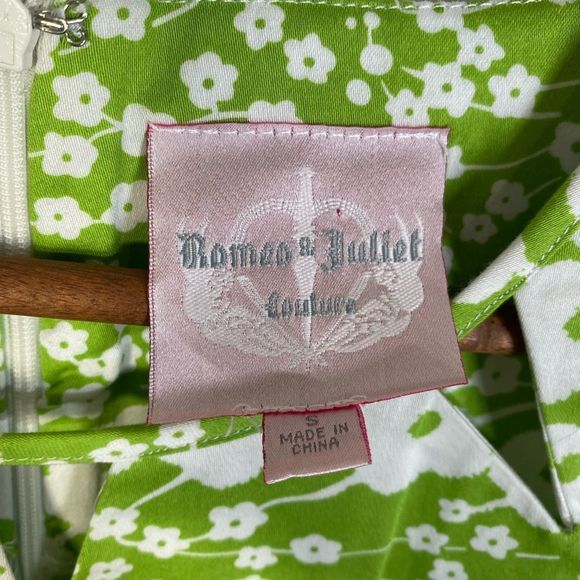 Romeo & Juliet
Couture
S
MADE IN
CHINA